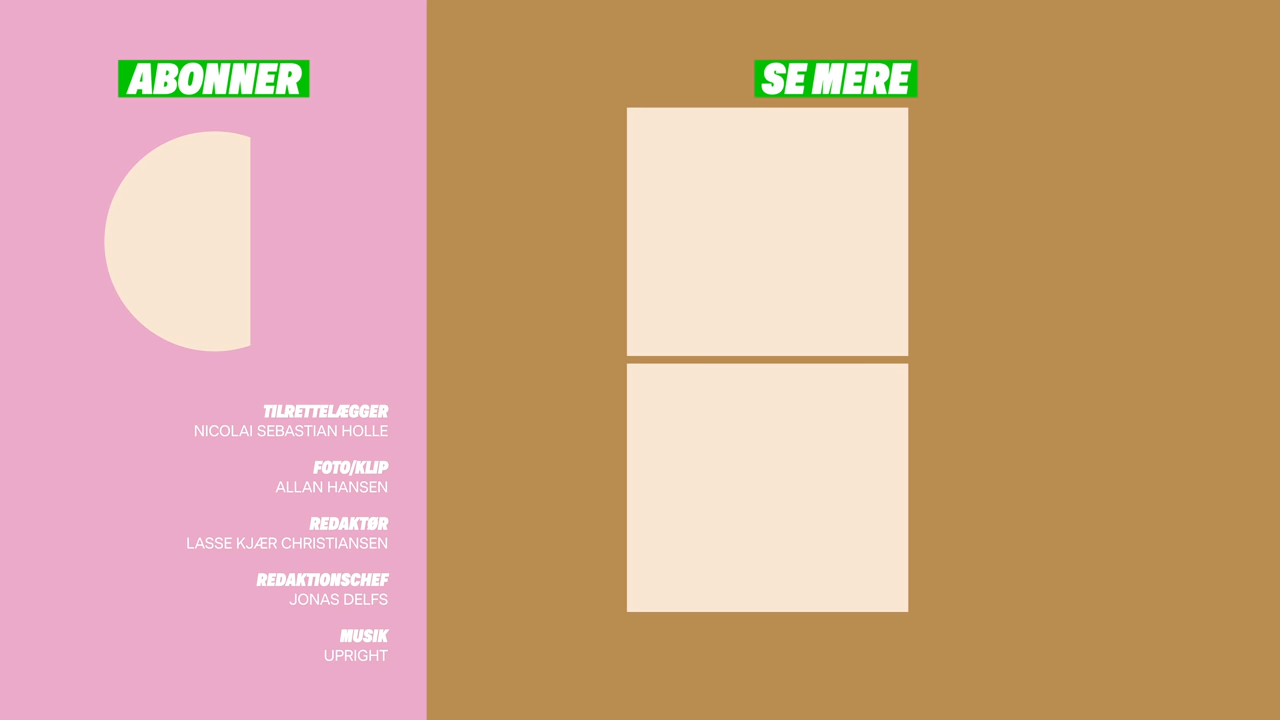 ABONNER
SE MERE
TILRETTELÆGGER
NICOLAI SEBASTIAN HOLLE
FOTO/KLIP
ALLAN HANSEN
REDAKTØR
LASSE KJÆR CHRISTIANSEN
REDAKTIONSCHEF
JONAS DELFS
MUSIK
UPRIGHT